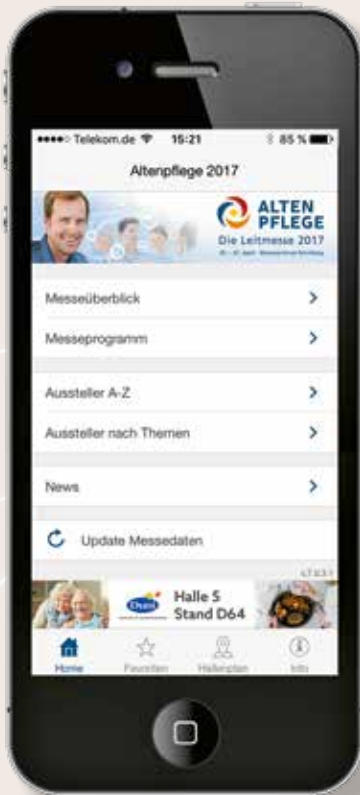 Telekom.de 15:21 85 %
Altenpflege 2017
ALTEN
PFLEGE
Die Leitmesse 2017
Messeüberblick
Messeprogramm
Aussteller A-Z
Aussteller nach Themen
News
Update Messedaten
Duni
Halle 5
Stand D64
Home Favoriten Hallenplan Info